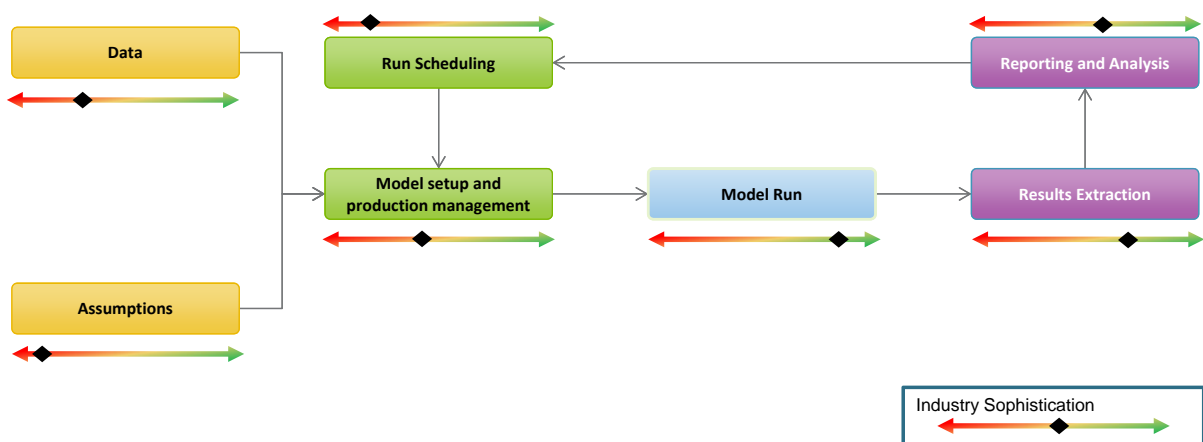 Data
Run Scheduling
Reporting and Analysis
Model setup and
production management
Model Run
Results Extraction
Assumptions
Industry Sophistication